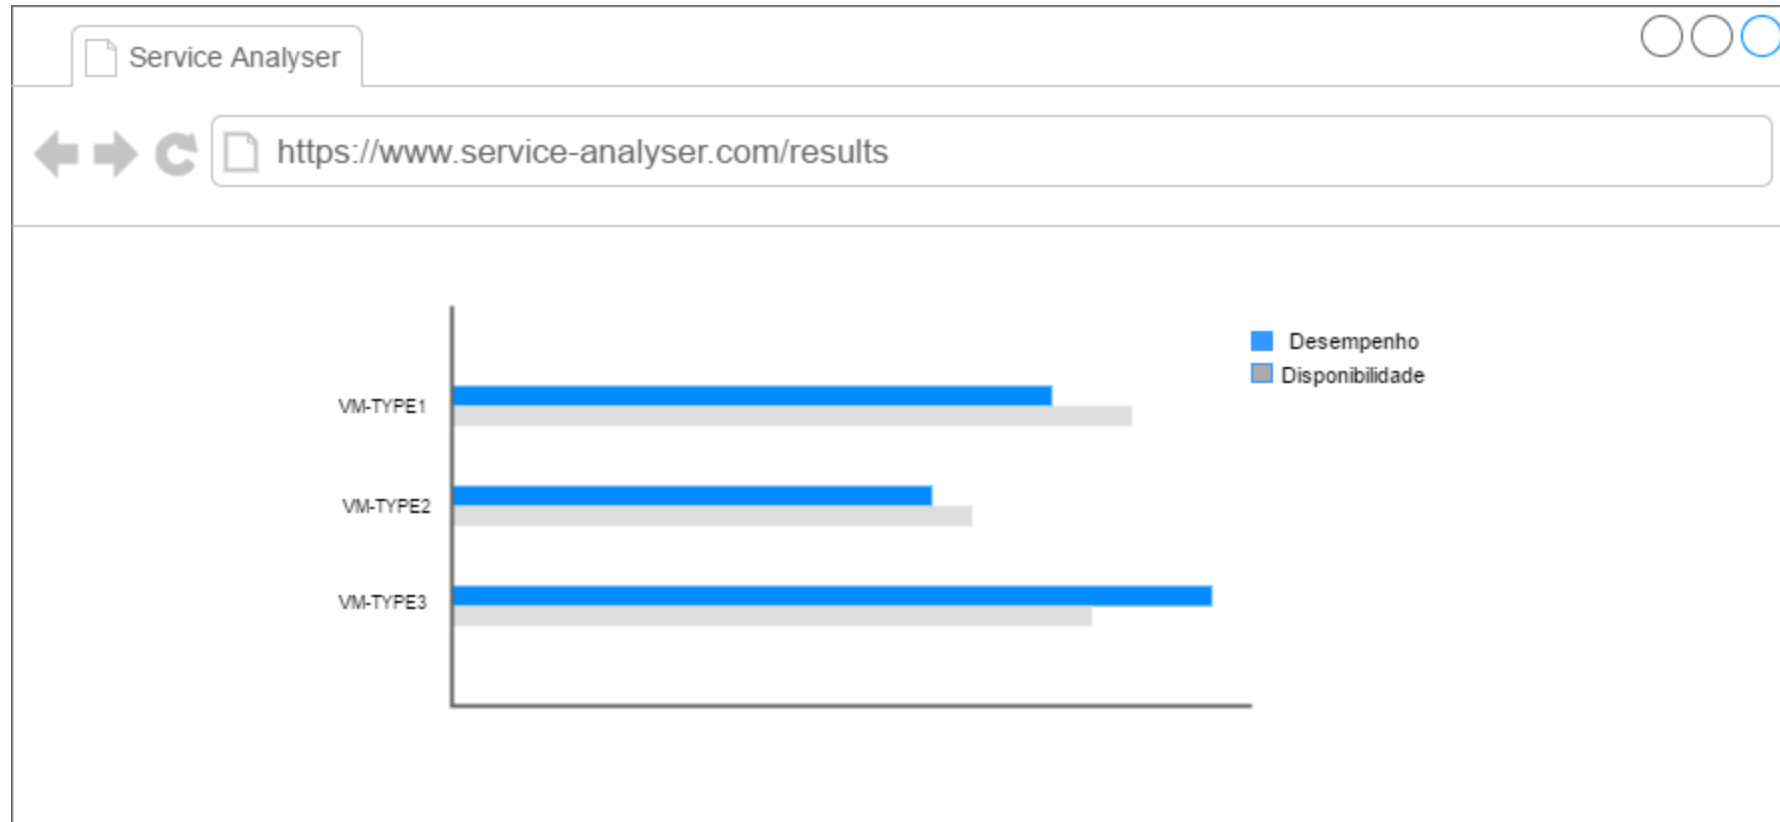 Service Analyser
https://www.service-analyser.com/results
Desempenho
Disponibilidade
VM-TYPE1
VM-TYPE2
VM-TYPE3